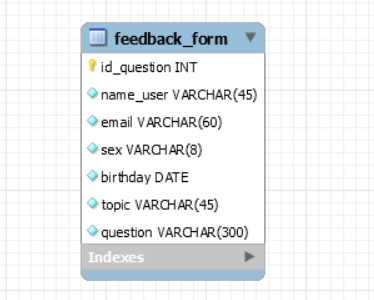 feedback_form
id_question INT
name_user VARCHAR(45)
email VARCHAR(60)
sex VARCHAR(8)
birthday DATE
topic VARCHAR(45)
question VARCHAR(300)
Indexes